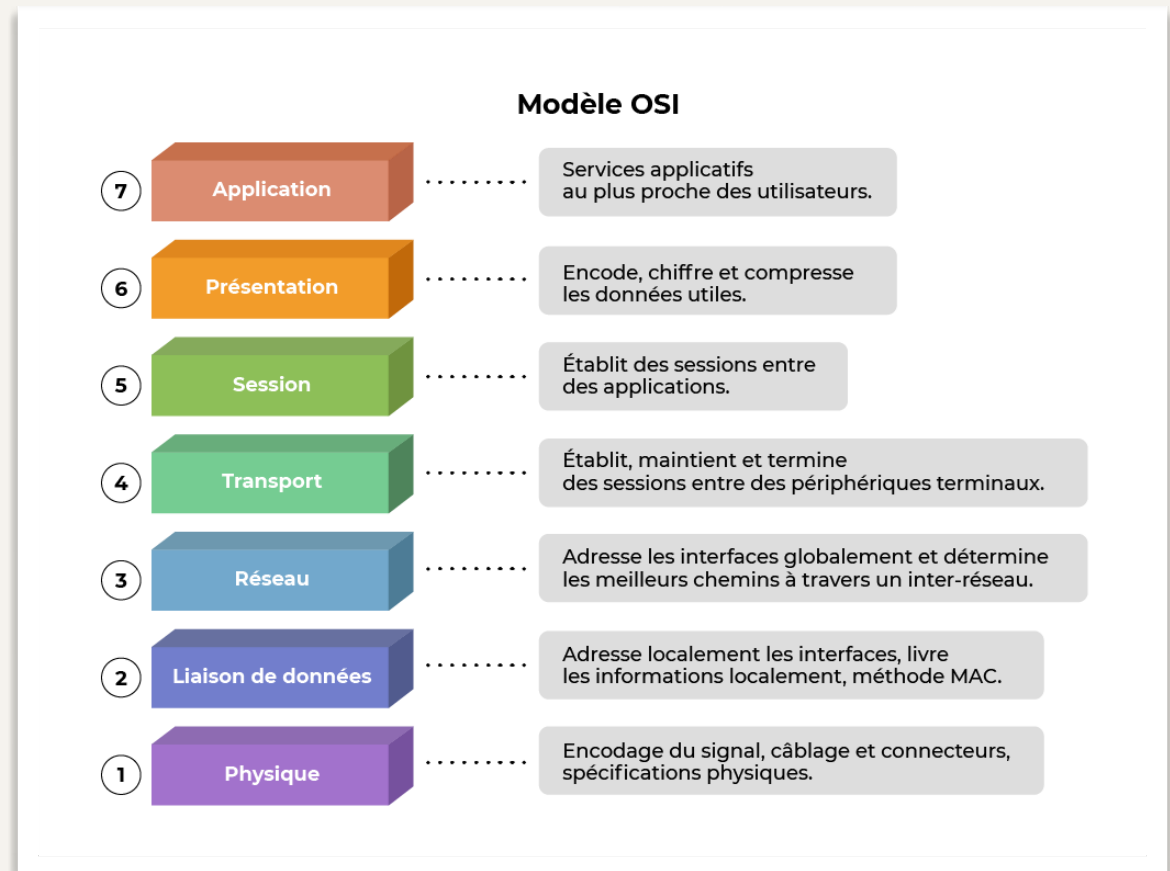 Modèle OSI
7
Application
Services applicatifs
au plus proche des utilisateurs.
6
Présentation
Encode, chiffre et compresse
les données utiles.
5
Session
Établit des sessions entre
des applications.
4
Transport
Établit, maintient et termine
des sessions entre des périphériques terminaux.
3
Réseau
Adresse les interfaces globalement et détermine
les meilleurs chemins à travers un inter-réseau.
2
Liaison de données
Adresse localement les interfaces, livre
les informations localement, méthode MAC.
1
Physique
Encodage du signal, câblage et connecteurs,
spécifications physiques.